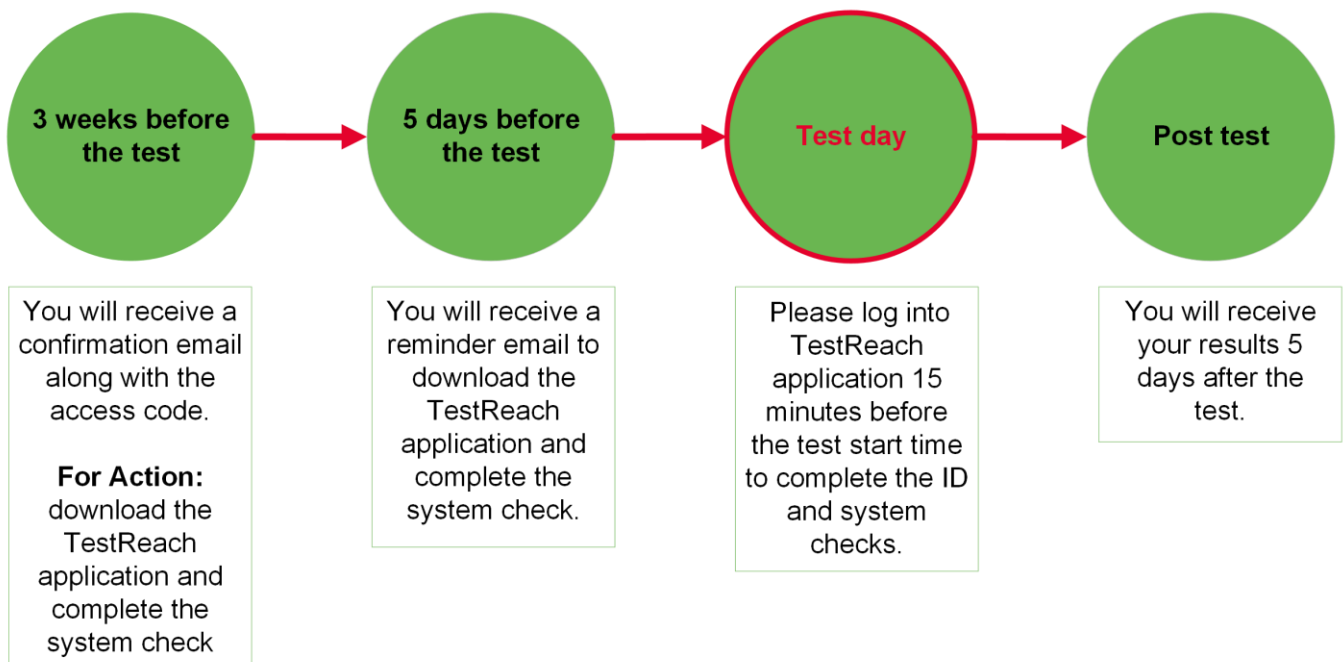 3 weeks before
the test
5 days before
the test
Test day
Post test
You will receive a
confirmation email
along with the
access code.
For Action:
download the
TestReach
application and
complete the
system check
You will receive a
reminder email to
download the
TestReach
application and
complete the
system check.
Please log into
TestReach
application 15
minutes before
the test start time
to complete the ID
and system
checks.
You will receive
your results 5
days after the
test.